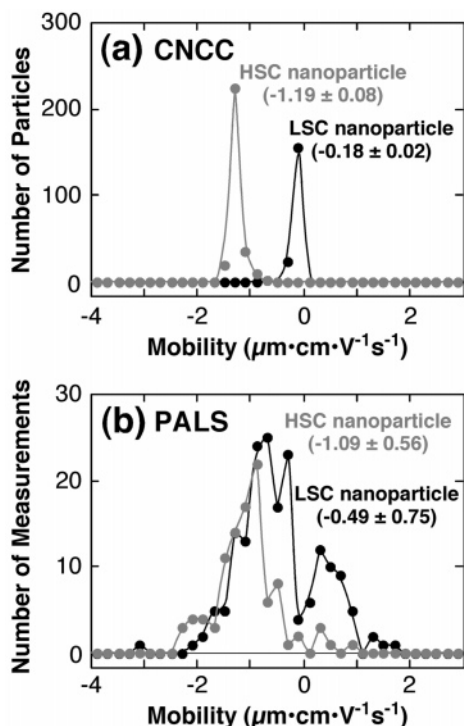 300
(a) CNCC
HSC nanoparticle
(-1.19 ± 0.08)
200
LSC nanoparticle
(-0.18 ± 0.02)
100
0
Number of Particles
-4 -2 0 2
Mobility (µm·cm·V⁻¹s⁻¹)
30
(b) PALS
HSC nanoparticle
(-1.09 ± 0.56)
20
LSC nanoparticle
(-0.49 ± 0.75)
10
0
Number of Measurements
-4 -2 0 2
Mobility (µm·cm·V⁻¹s⁻¹)